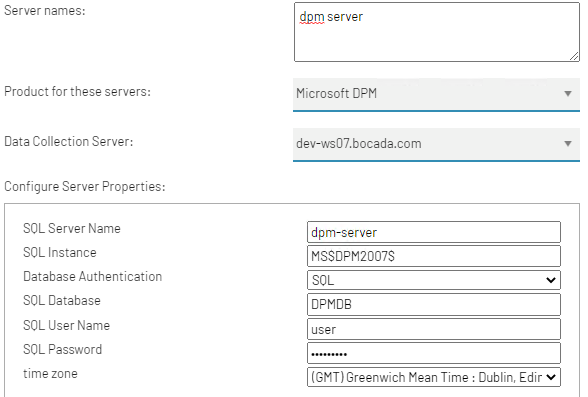 Server names:
dpm server
Product for these servers:
Microsoft DPM
Data Collection Server:
dev-ws07.bocada.com
Configure Server Properties:
SQL Server Name
dpm-server
SQL Instance
MS$DPM2007$
Database Authentication
SQL
SQL Database
DPMDB
SQL User Name
user
SQL Password
•••••••••
time zone
(GMT) Greenwich Mean Time : Dublin, Edir